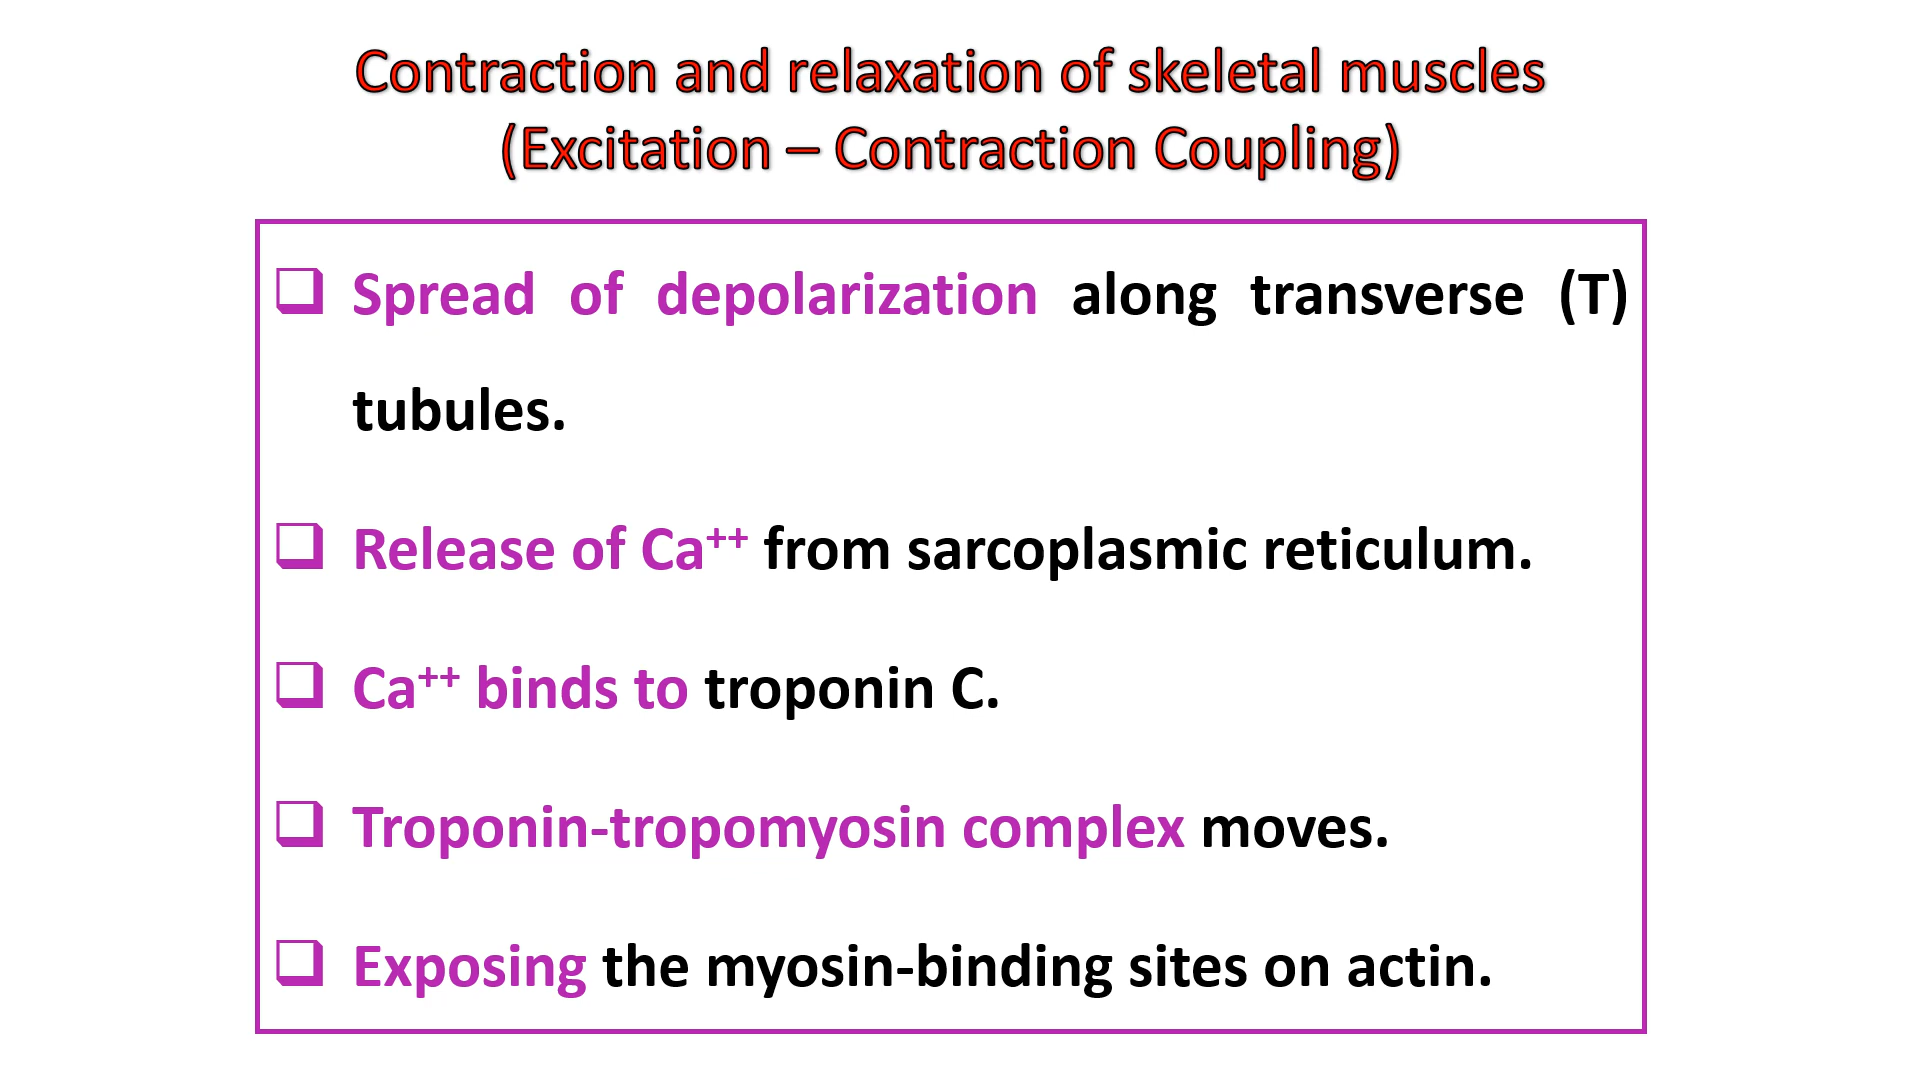 Contraction and relaxation of skeletal muscles
(Excitation – Contraction Coupling)
❑ Spread of depolarization along transverse (T)
tubules.
❑ Release of Ca⁺⁺ from sarcoplasmic reticulum.
❑ Ca⁺⁺ binds to troponin C.
❑ Troponin-tropomyosin complex moves.
❑ Exposing the myosin-binding sites on actin.